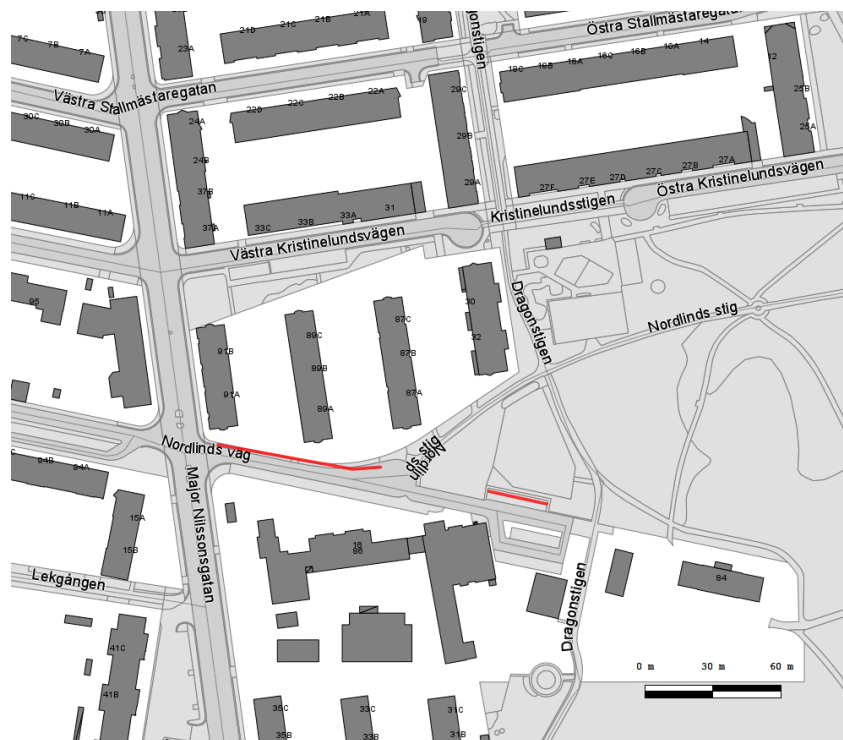 21D
21C
21B
21A
19
Dragonstigen
Östra Stallmästaregatan
7C
7B
7A
23A
18C
18B
18A
16C
16B
16A
14
12
25B
25A
Västra Stallmästaregatan
30C
30B
30A
22D
22C
22B
22A
29C
29B
29A
24A
24B
37B
37A
27F
27E
27D
27C
27B
27A
11C
11B
11A
33C
33B
33A
31
Kristinelundsstigen
Östra Kristinelundsvägen
Västra Kristinelundsvägen
95
30
32
Dragonstigen
Nordlinds stig
91B
91A
89C
89B
89A
87C
87B
87A
Nordlinds väg
Nordlin
ds stig
94B
94A
Major Nilssonsgatan
15A
15B
16
86
Lekgången
84
Dragonstigen
41C
41B
35C
35B
33C
33B
31C
31B
0 m
30 m
60 m